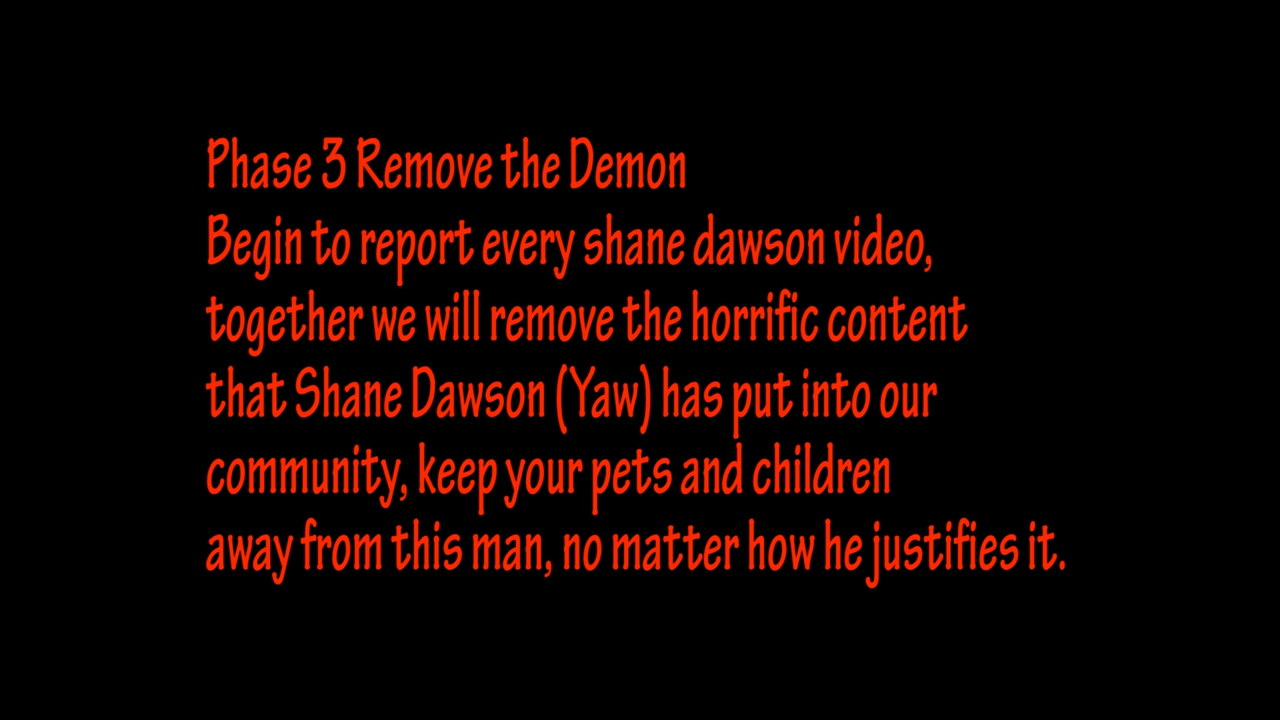 Phase 3 Remove the Demon
Begin to report every shane dawson video,
together we will remove the horrific content
that Shane Dawson (Yaw) has put into our
community, keep your pets and children
away from this man, no matter how he justifies it.